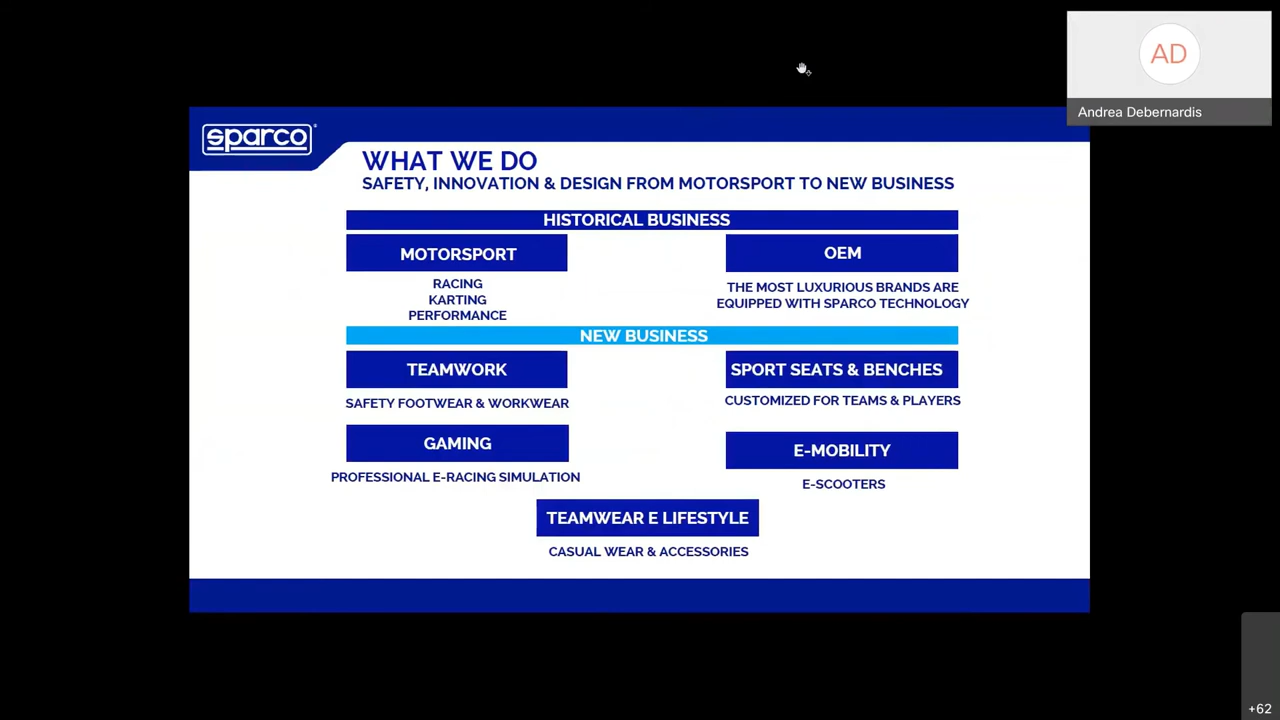 AD
Andrea Debernardis
sparco®
WHAT WE DO
SAFETY, INNOVATION & DESIGN FROM MOTORSPORT TO NEW BUSINESS
HISTORICAL BUSINESS
MOTORSPORT
RACING
KARTING
PERFORMANCE
OEM
THE MOST LUXURIOUS BRANDS ARE
EQUIPPED WITH SPARCO TECHNOLOGY
NEW BUSINESS
TEAMWORK
SAFETY FOOTWEAR & WORKWEAR
SPORT SEATS & BENCHES
CUSTOMIZED FOR TEAMS & PLAYERS
GAMING
PROFESSIONAL E-RACING SIMULATION
E-MOBILITY
E-SCOOTERS
TEAMWEAR E LIFESTYLE
CASUAL WEAR & ACCESSORIES
+62